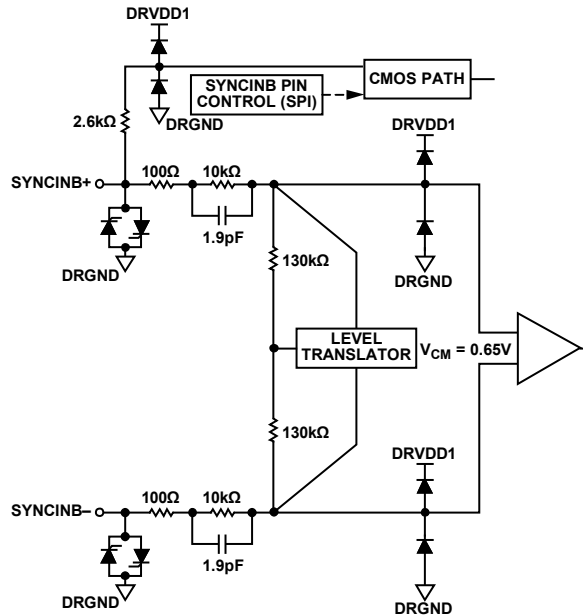 DRVDD1
CMOS PATH
SYNCINB PIN
CONTROL (SPI)
DRGND
2.6kΩ
DRVDD1
SYNCINB+
100Ω
10kΩ
1.9pF
DRGND
DRGND
130kΩ
LEVEL
TRANSLATOR
VCM = 0.65V
130kΩ
DRVDD1
SYNCINB–
100Ω
10kΩ
1.9pF
DRGND
DRGND